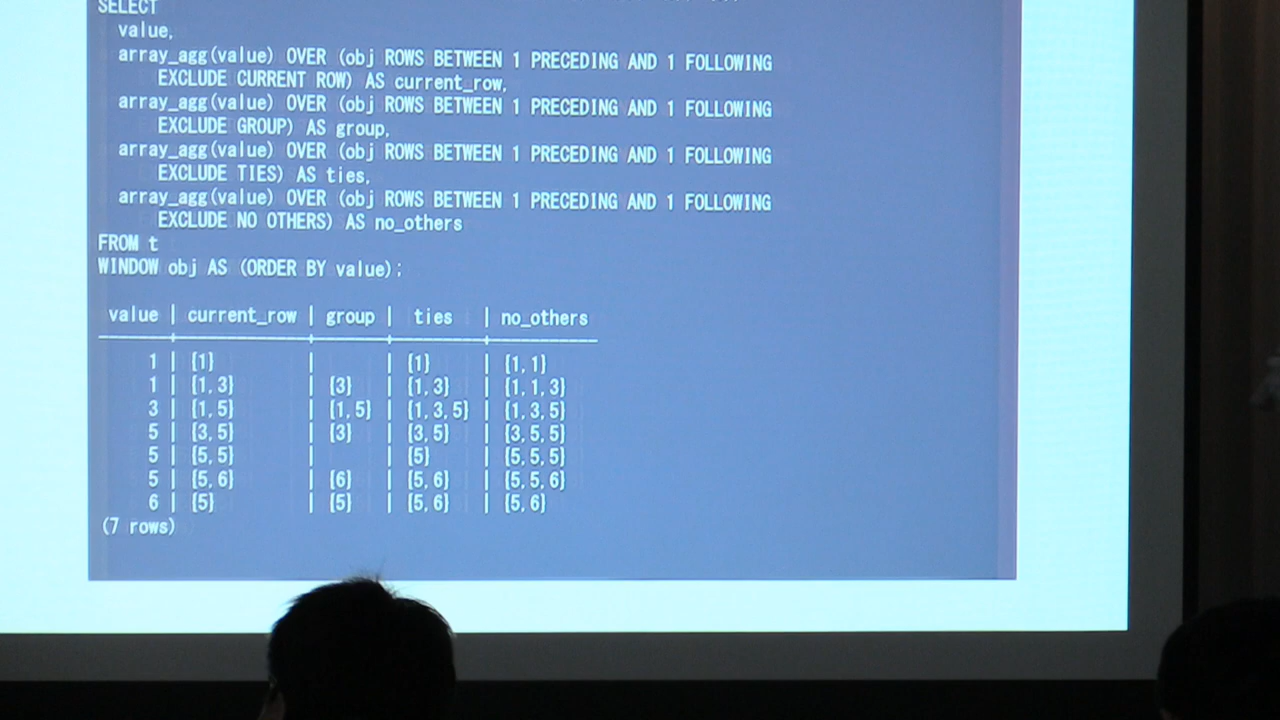 SELECT
value,
array_agg(value) OVER (obj ROWS BETWEEN 1 PRECEDING AND 1 FOLLOWING
EXCLUDE CURRENT ROW) AS current_row,
array_agg(value) OVER (obj ROWS BETWEEN 1 PRECEDING AND 1 FOLLOWING
EXCLUDE GROUP) AS group,
array_agg(value) OVER (obj ROWS BETWEEN 1 PRECEDING AND 1 FOLLOWING
EXCLUDE TIES) AS ties,
array_agg(value) OVER (obj ROWS BETWEEN 1 PRECEDING AND 1 FOLLOWING
EXCLUDE NO OTHERS) AS no_others
FROM t
WINDOW obj AS (ORDER BY value);
value | current_row | group | ties | no_others
1 | {1} | | {1} | {1,1}
1 | {1,3} | {3} | {1,3} | {1,1,3}
3 | {1,5} | {1,5} | {1,3,5} | {1,3,5}
5 | {3,5} | {3} | {3,5} | {3,5,5}
5 | {5,5} | | {5} | {5,5,5}
5 | {5,6} | {6} | {5,6} | {5,5,6}
6 | {5} | {5} | {5,6} | {5,6}
(7 rows)